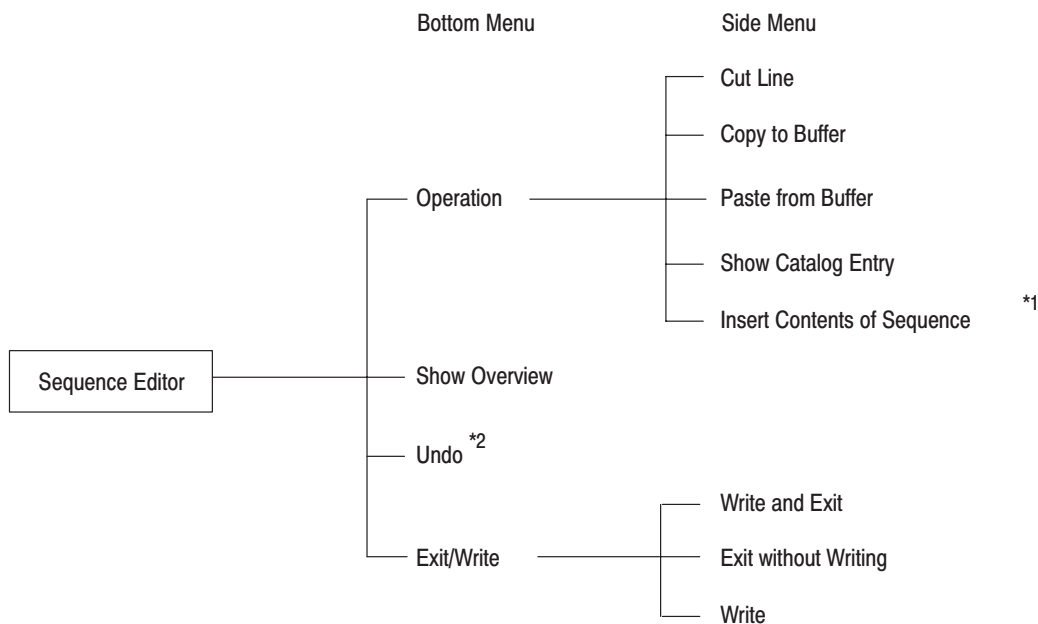 Bottom Menu
Side Menu
Cut Line
Copy to Buffer
Operation
Paste from Buffer
Show Catalog Entry
Insert Contents of Sequence *1
Sequence Editor
Show Overview
Undo *2
Write and Exit
Exit/Write
Exit without Writing
Write